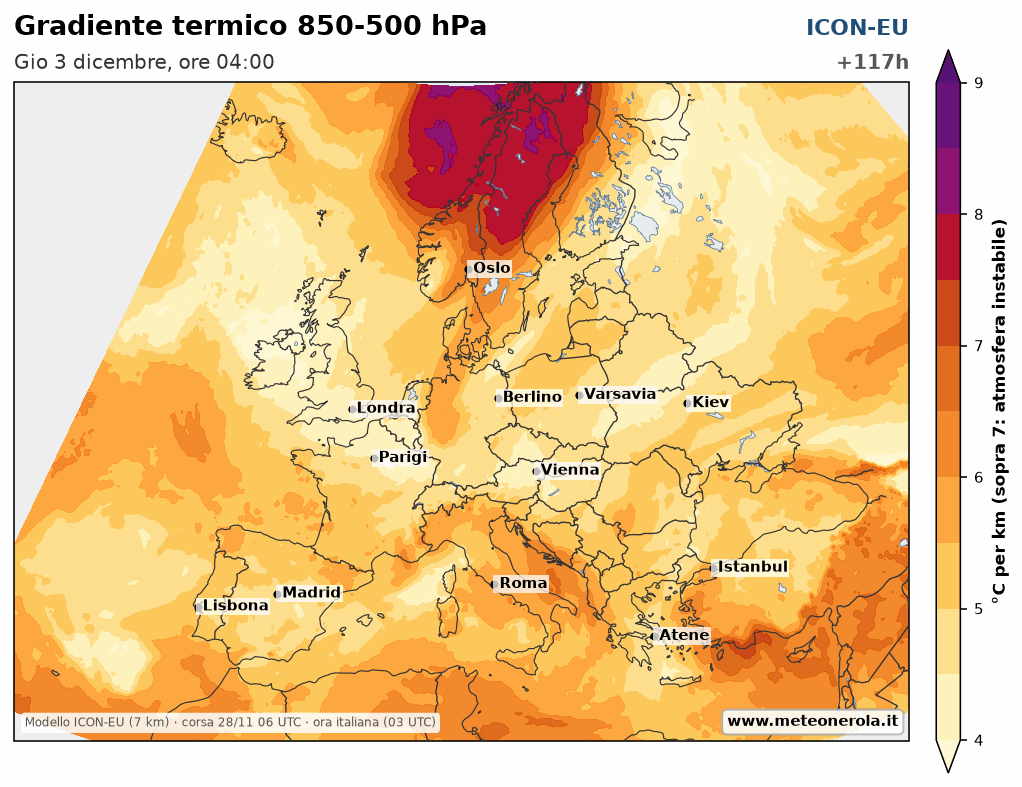 Gradiente termico 850-500 hPa
ICON-EU
Gio 3 dicembre, ore 04:00
+117h
Oslo
Londra
Berlino
Varsavia
Kiev
Parigi
Vienna
Istanbul
Roma
Madrid
Lisbona
Atene
Modello ICON-EU (7 km) · corsa 28/11 06 UTC · ora italiana (03 UTC)
www.meteonerola.it
9
8
7
6
5
4
°C per km (sopra 7: atmosfera instabile)